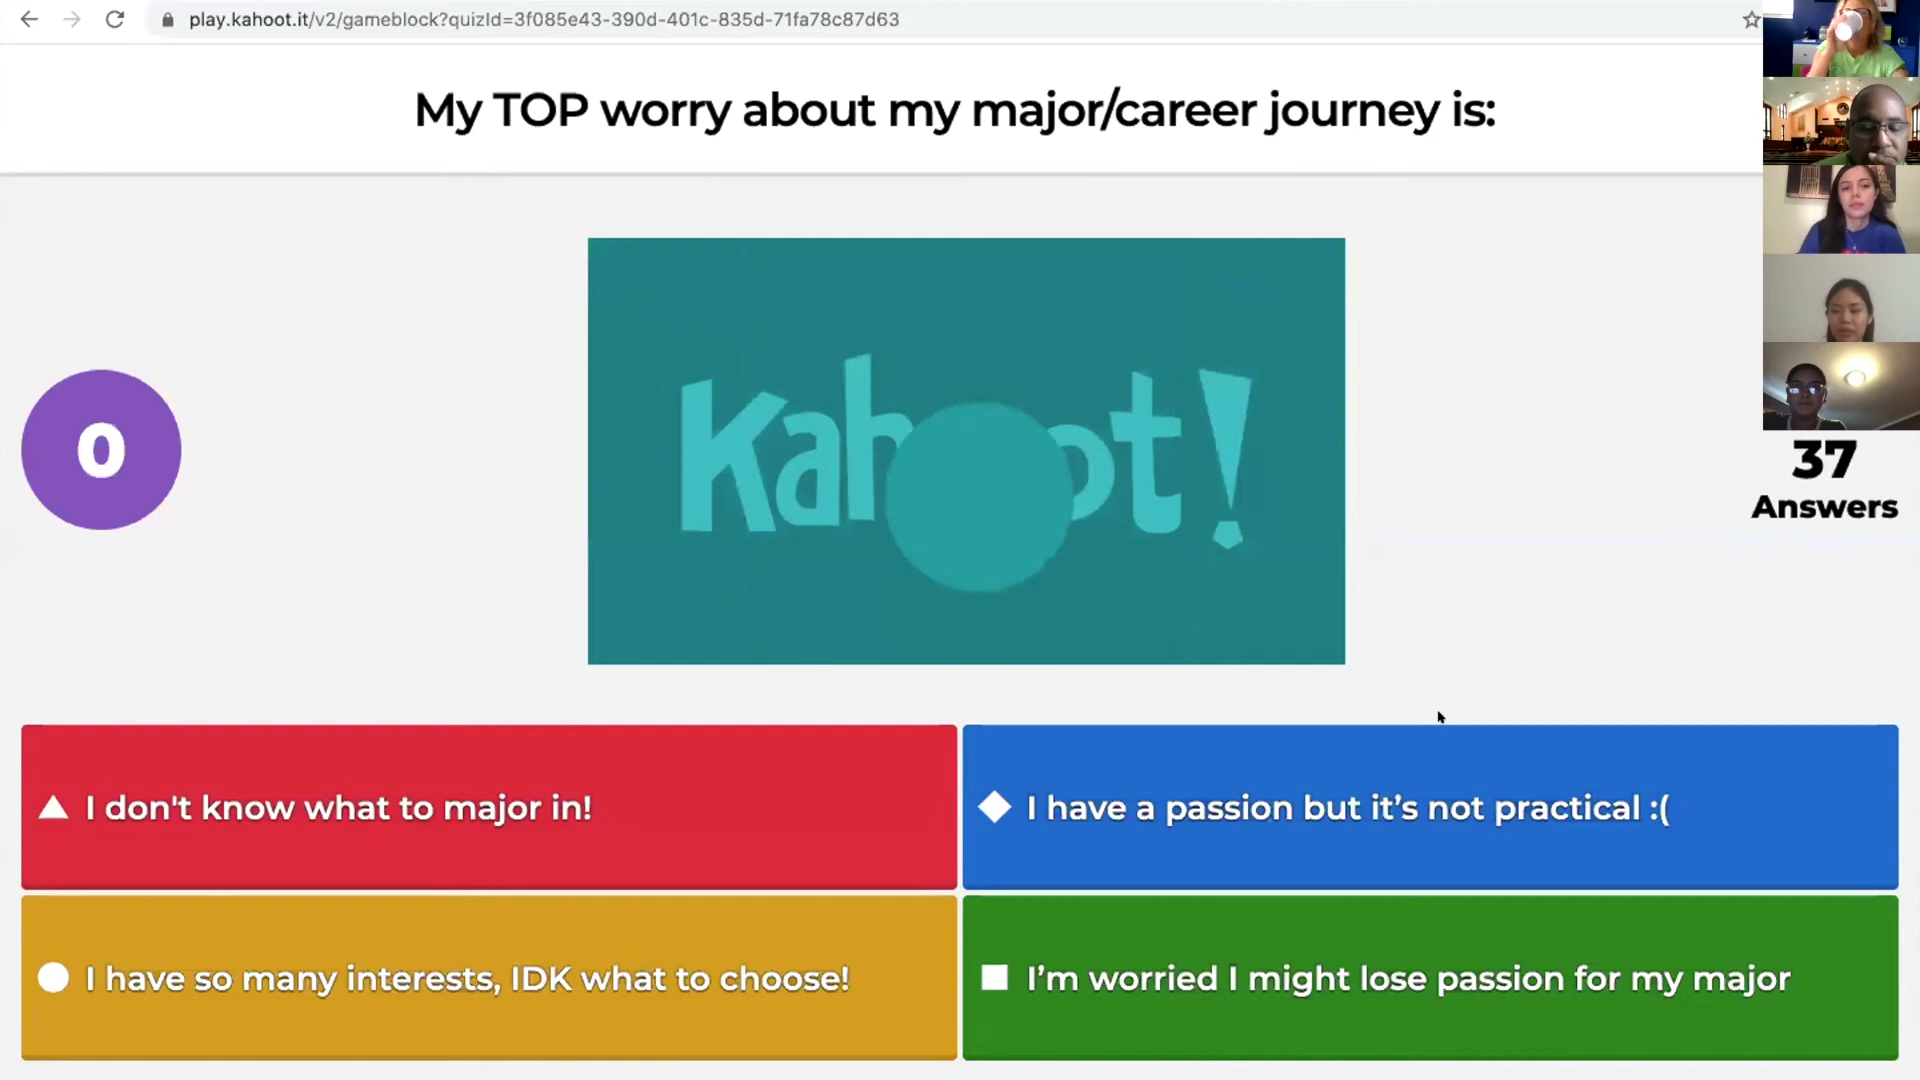 play.kahoot.it/v2/gameblock?quizId=3f085e43-390d-401c-835d-71fa78c87d63
My TOP worry about my major/career journey is:
Kahoot!
0
37
Answers
I don't know what to major in!
I have a passion but it’s not practical :(
I have so many interests, IDK what to choose!
I’m worried I might lose passion for my major